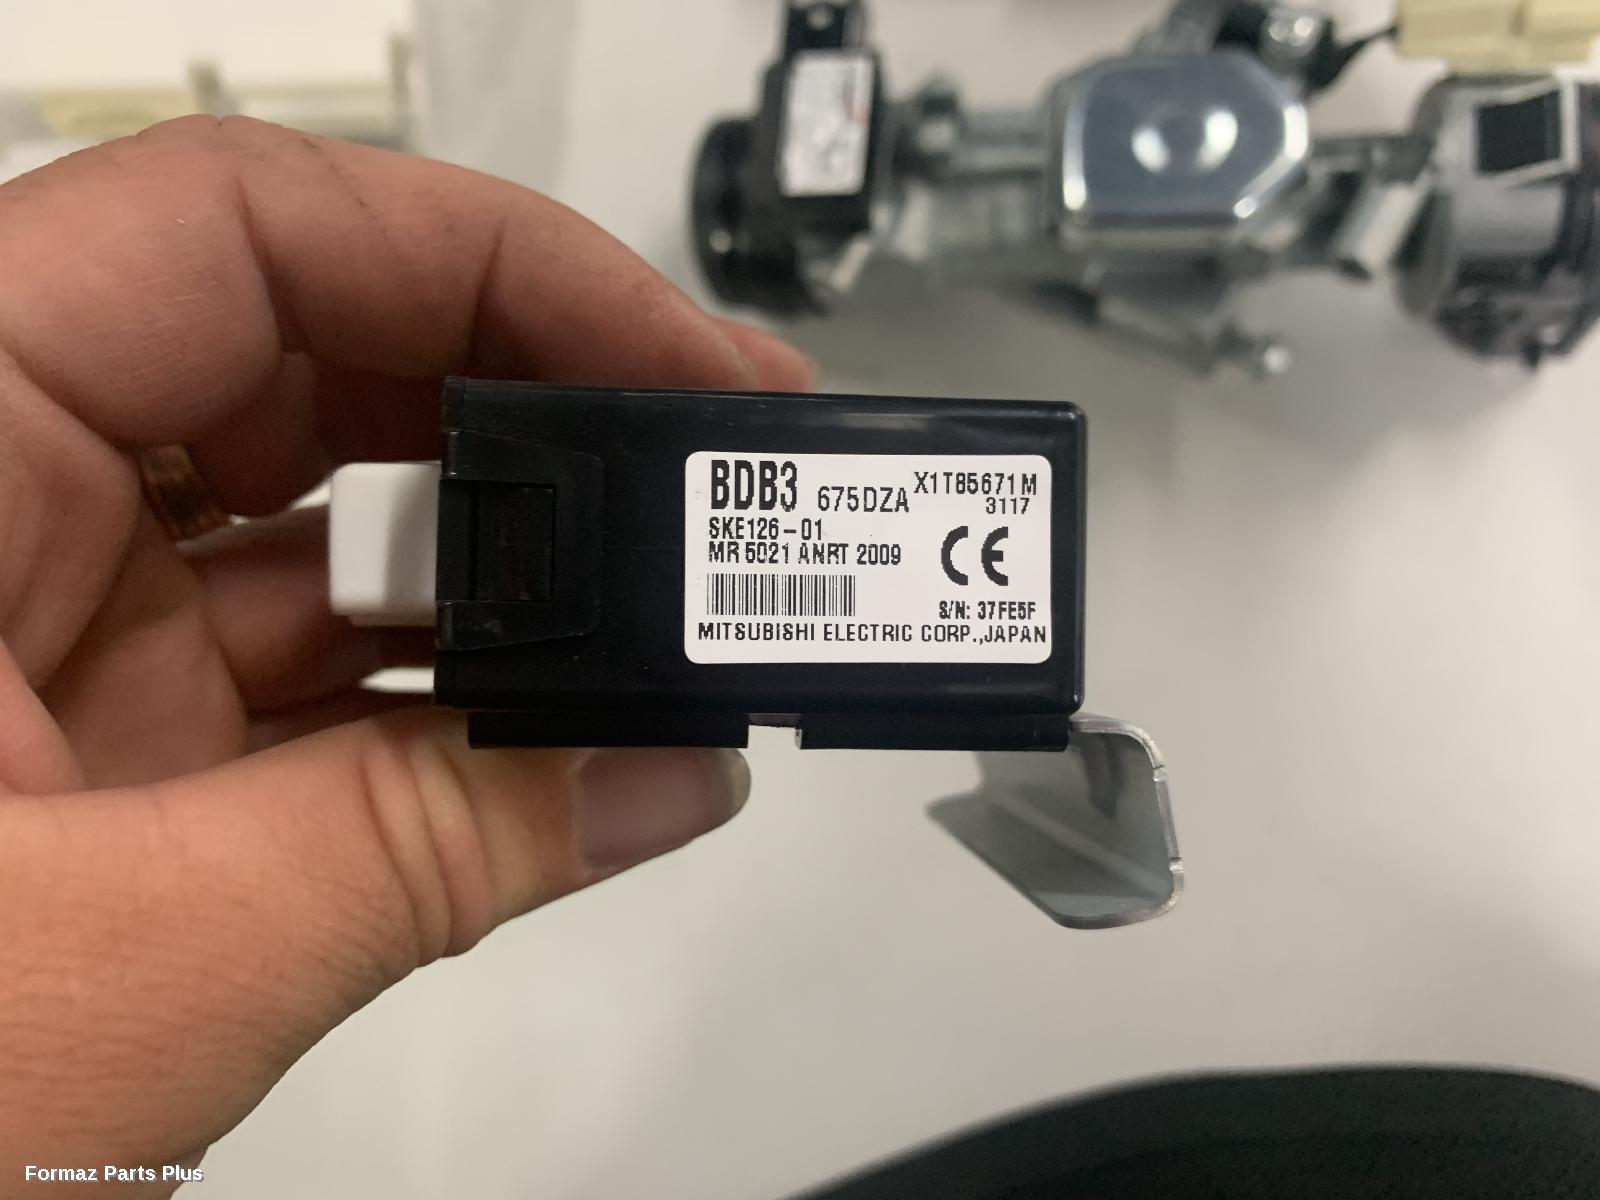 BDB3 675DZA X1T85671M
3117
SKE126-01
MR 5021 ANRT 2009
CE
S/N: 37FE5F
MITSUBISHI ELECTRIC CORP.,JAPAN
Formaz Parts Plus